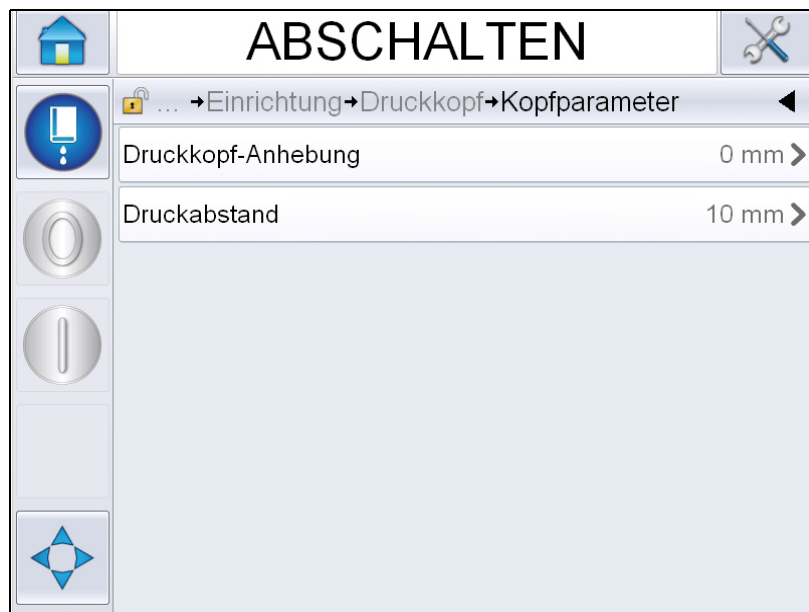 ABSCHALTEN
... →Einrichtung→Druckkopf→Kopfparameter
Druckkopf-Anhebung 0 mm
Druckabstand 10 mm